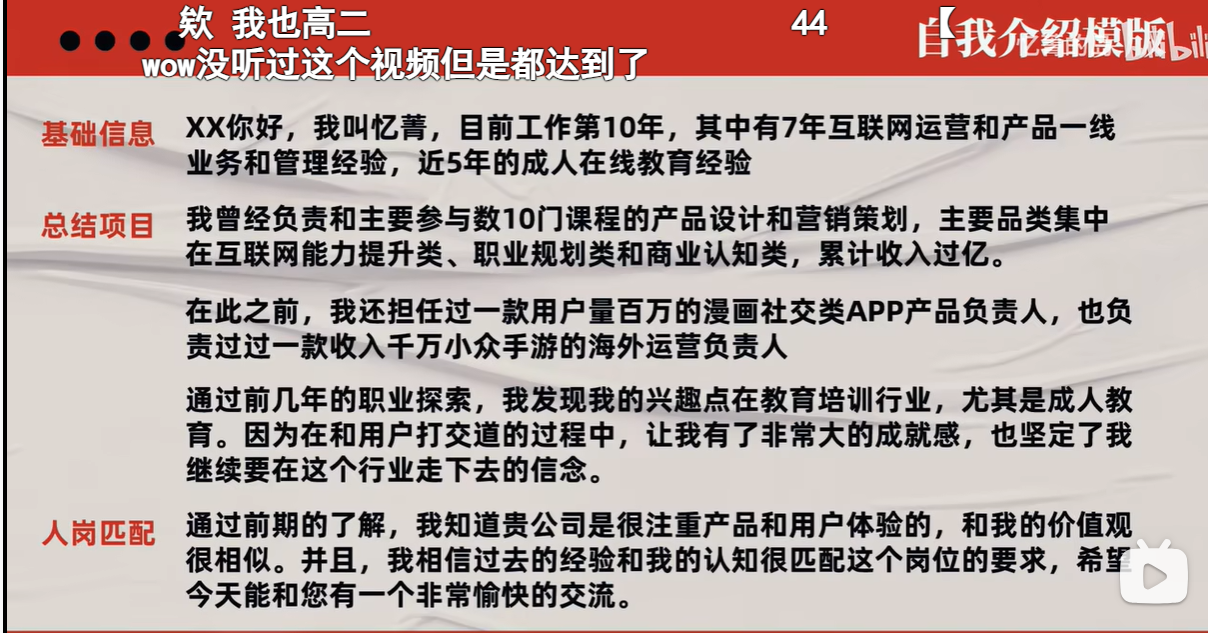 欸 我也高二
44
【
自我介绍模版
wow没听过这个视频但是都达到了
基础信息
XX你好，我叫忆菁，目前工作第10年，其中有7年互联网运营和产品一线
业务和管理经验，近5年的成人在线教育经验
总结项目
我曾经负责和主要参与数10门课程的产品设计和营销策划，主要品类集中
在互联网能力提升类、职业规划类和商业认知类，累计收入过亿。
在此之前，我还担任过一款用户量百万的漫画社交类APP产品负责人，也负
责过过一款收入千万小众手游的海外运营负责人
通过前几年的职业探索，我发现我的兴趣点在教育培训行业，尤其是成人教
育。因为在和用户打交道的过程中，让我有了非常大的成就感，也坚定了我
继续要在这个行业走下去的信念。
人岗匹配
通过前期的了解，我知道贵公司是很注重产品和用户体验的，和我的价值观
很相似。并且，我相信过去的经验和我的认知很匹配这个岗位的要求，希望
今天能和您有一个非常愉快的交流。